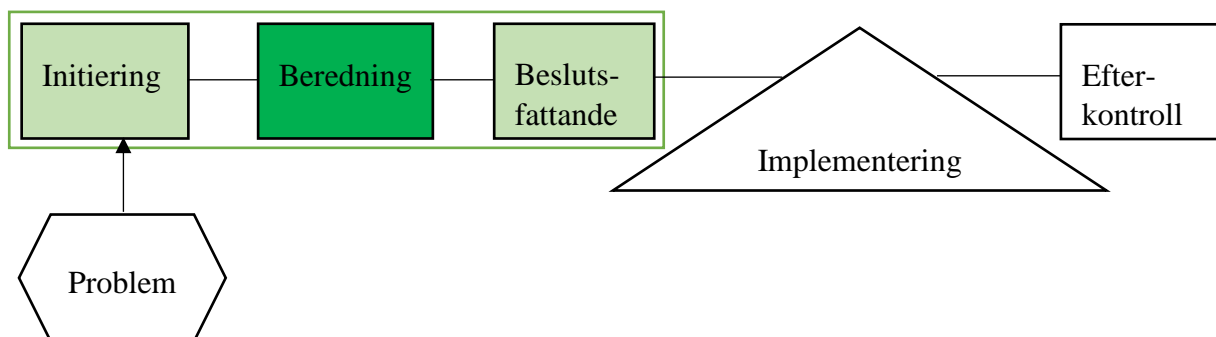 Initiering
Beredning
Besluts-
fattande
Implementering
Efter-
kontroll
Problem